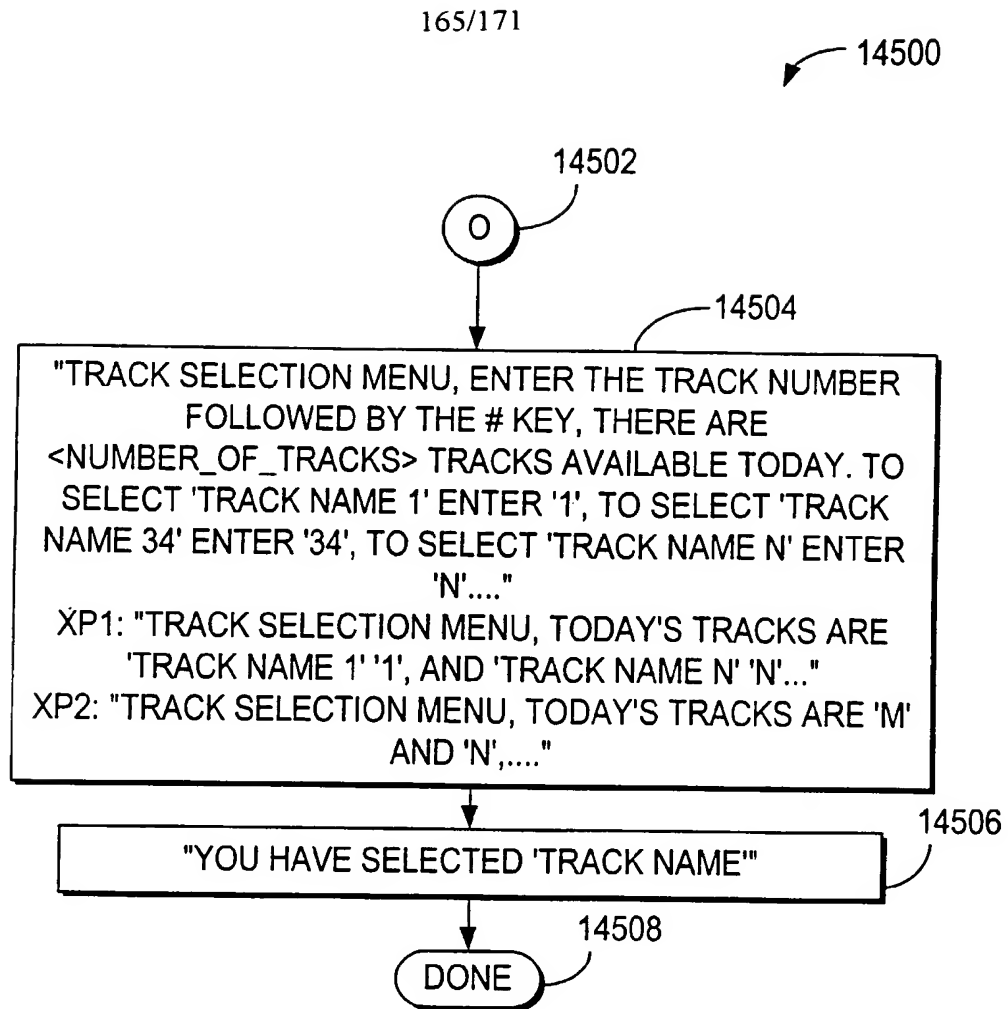 165/171
14500
14502
O
14504
"TRACK SELECTION MENU, ENTER THE TRACK NUMBER
FOLLOWED BY THE # KEY, THERE ARE
<NUMBER_OF_TRACKS> TRACKS AVAILABLE TODAY. TO
SELECT 'TRACK NAME 1' ENTER '1', TO SELECT 'TRACK
NAME 34' ENTER '34', TO SELECT 'TRACK NAME N' ENTER
'N'...."
XP1: "TRACK SELECTION MENU, TODAY'S TRACKS ARE
'TRACK NAME 1' '1', AND 'TRACK NAME N' 'N'..."
XP2: "TRACK SELECTION MENU, TODAY'S TRACKS ARE 'M'
AND 'N',...."
14506
"YOU HAVE SELECTED 'TRACK NAME'"
14508
DONE